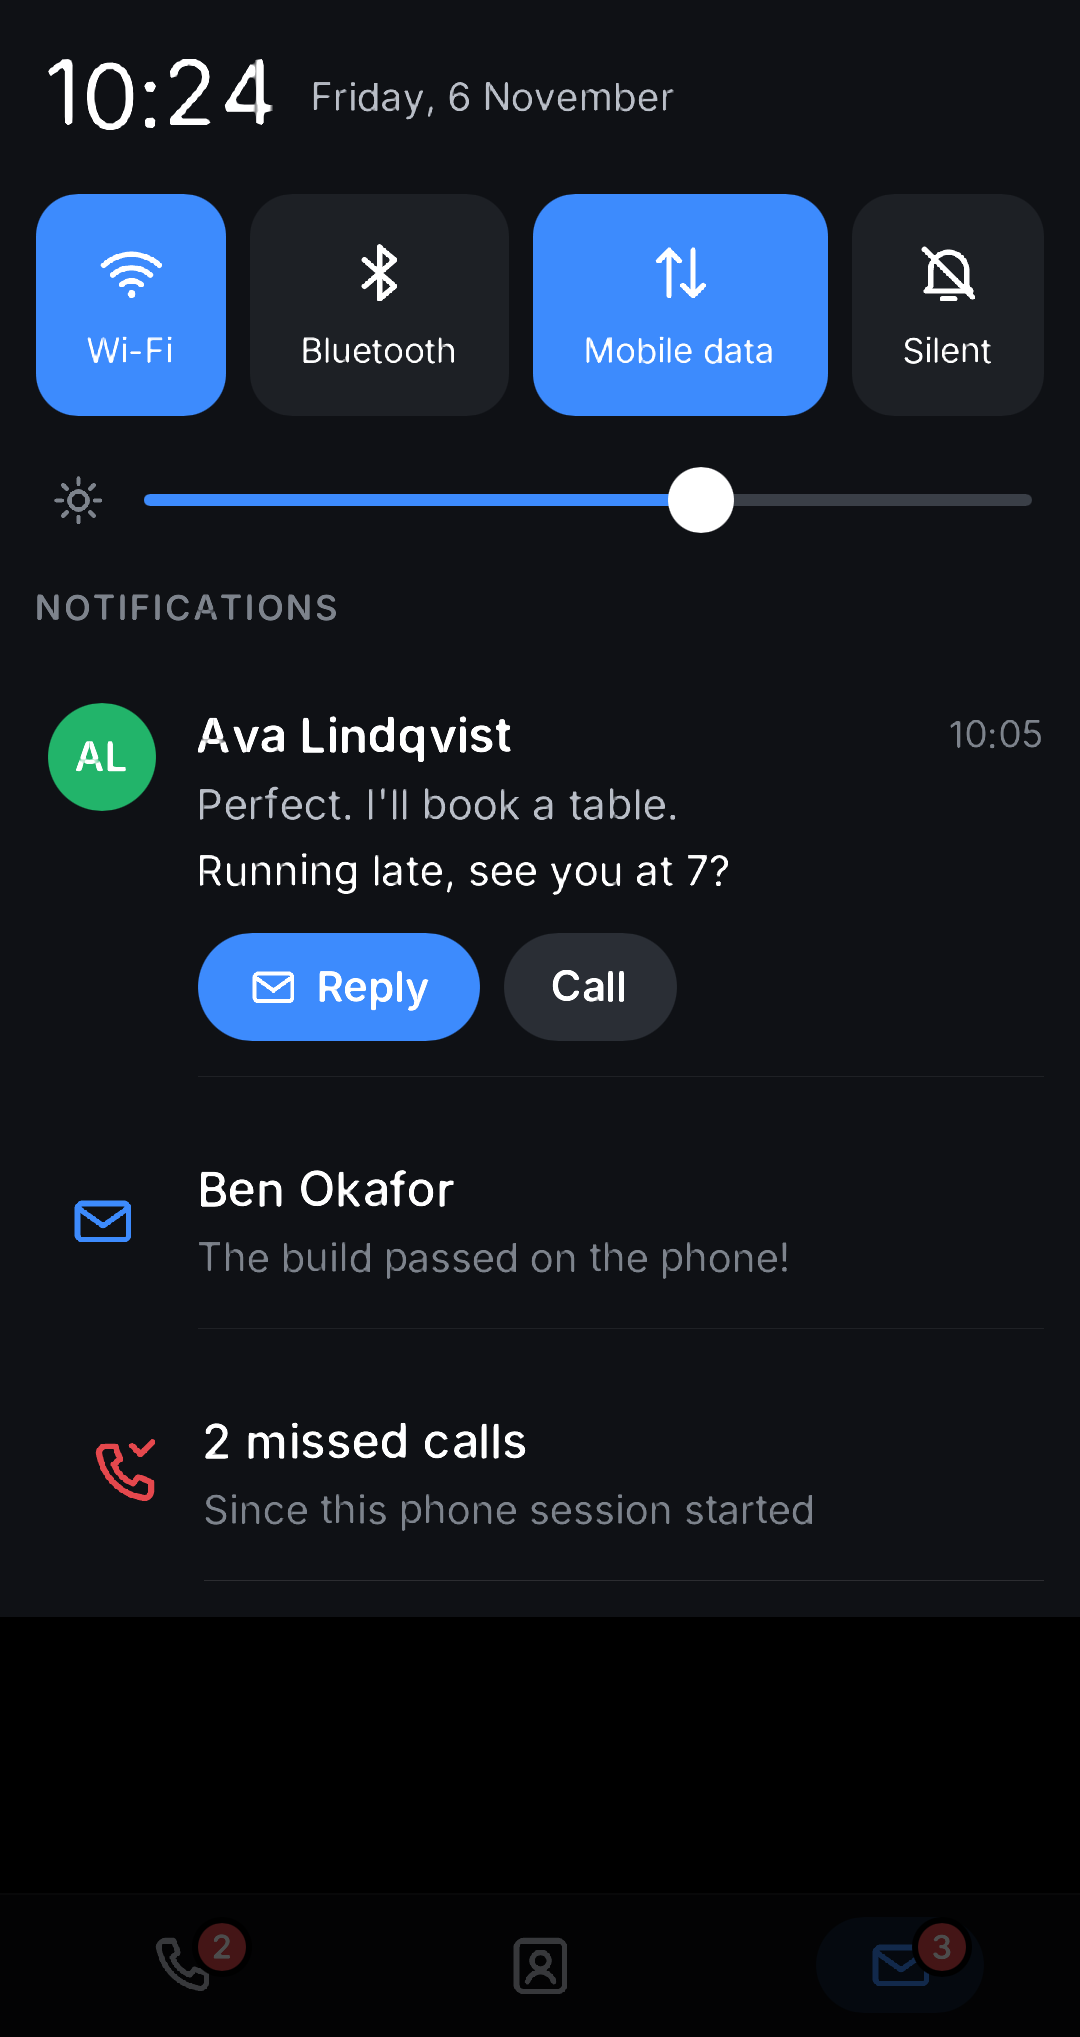 10:24 Friday, 6 November
Wi-Fi Bluetooth Mobile data Silent
NOTIFICATIONS
AL Ava Lindqvist 10:05
Perfect. I'll book a table.
Running late, see you at 7?
Reply Call
Ben Okafor
The build passed on the phone!
2 missed calls
Since this phone session started
2 3